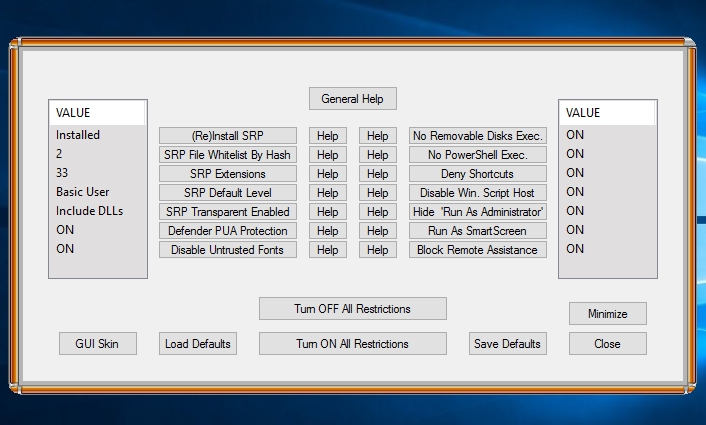 General Help
VALUE VALUE
Installed (Re)Install SRP Help Help No Removable Disks Exec. ON
2 SRP File Whitelist By Hash Help Help No PowerShell Exec. ON
33 SRP Extensions Help Help Deny Shortcuts ON
Basic User SRP Default Level Help Help Disable Win. Script Host ON
Include DLLs SRP Transparent Enabled Help Help Hide 'Run As Administrator' ON
ON Defender PUA Protection Help Help Run As SmartScreen ON
ON Disable Untrusted Fonts Help Help Block Remote Assistance ON
Turn OFF All Restrictions Minimize
GUI Skin Load Defaults Turn ON All Restrictions Save Defaults Close